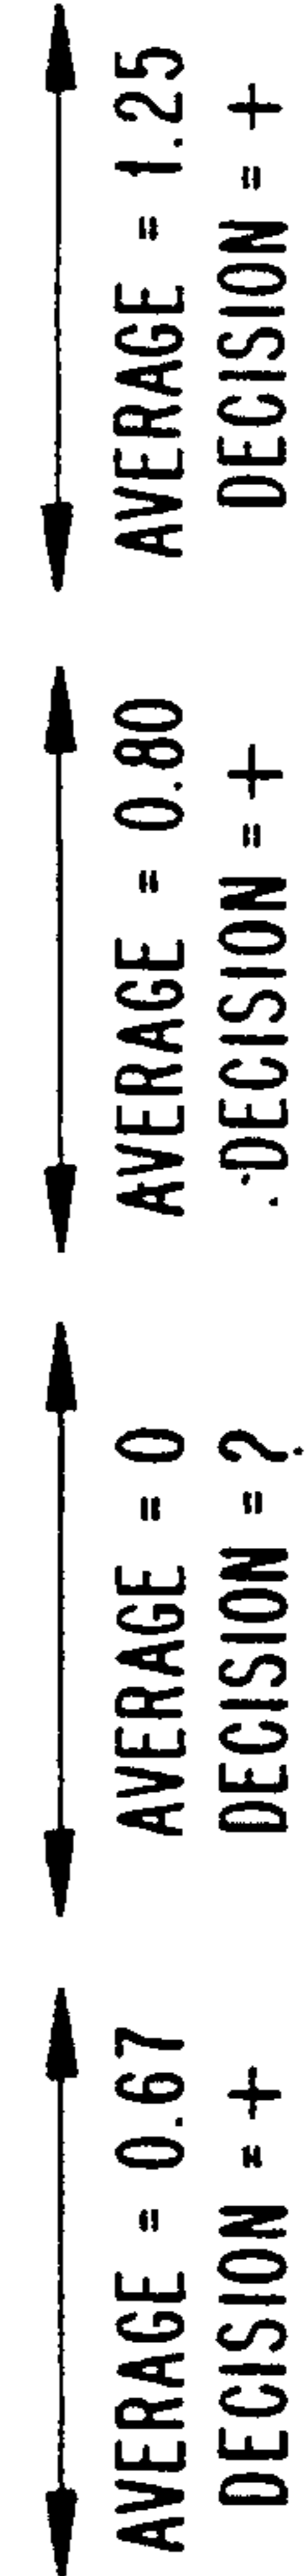 AVERAGE = 0.67
DECISION = +
AVERAGE = 0
DECISION = ?
AVERAGE = 0.80
DECISION = +
AVERAGE = 1.25
DECISION = +